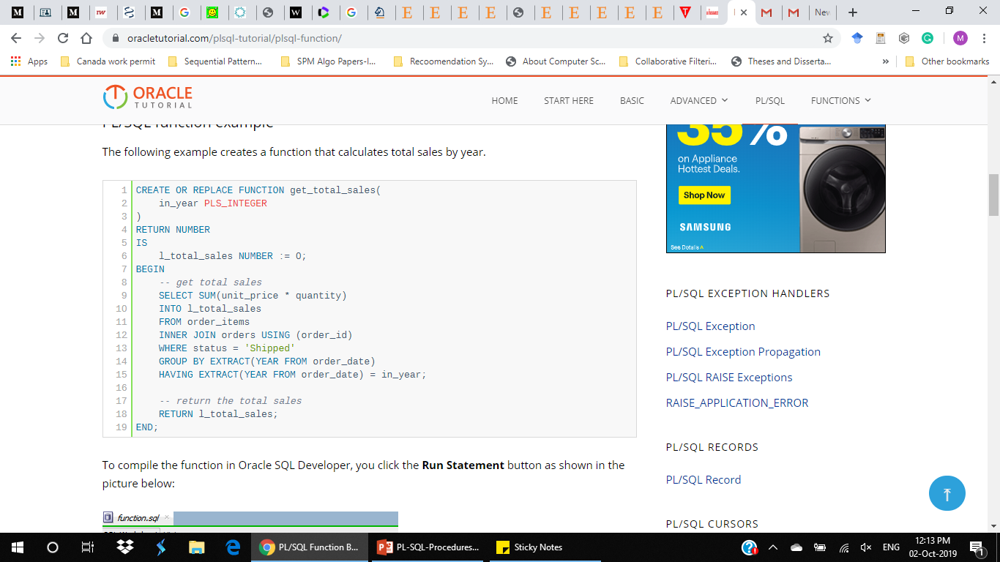 New
oracletutorial.com/plsql-tutorial/plsql-function/
M
Apps
Canada work permit
Sequential Pattern...
SPM Algo Papers-I...
Recoomendation Sy...
About Computer Sc...
Collaborative Filteri...
Theses and Disserta...
»
Other bookmarks
ORACLE
TUTORIAL
HOME
START HERE
BASIC
ADVANCED
PL/SQL
FUNCTIONS
PL/SQL function example
The following example creates a function that calculates total sales by year.
1 CREATE OR REPLACE FUNCTION get_total_sales(
2     in_year PLS_INTEGER
3 )
4 RETURN NUMBER
5 IS
6     l_total_sales NUMBER := 0;
7 BEGIN
8     -- get total sales
9     SELECT SUM(unit_price * quantity)
10     INTO l_total_sales
11     FROM order_items
12     INNER JOIN orders USING (order_id)
13     WHERE status = 'Shipped'
14     GROUP BY EXTRACT(YEAR FROM order_date)
15     HAVING EXTRACT(YEAR FROM order_date) = in_year;
16
17     -- return the total sales
18     RETURN l_total_sales;
19 END;
To compile the function in Oracle SQL Developer, you click the Run Statement button as shown in the
picture below:
function.sql
35%
on Appliance
Hottest Deals.
Shop Now
SAMSUNG
See Details
PL/SQL EXCEPTION HANDLERS
PL/SQL Exception
PL/SQL Exception Propagation
PL/SQL RAISE Exceptions
RAISE_APPLICATION_ERROR
PL/SQL RECORDS
PL/SQL Record
PL/SQL CURSORS
PL/SQL Function B...
PL-SQL-Procedures...
Sticky Notes
ENG
12:13 PM
02-Oct-2019
1